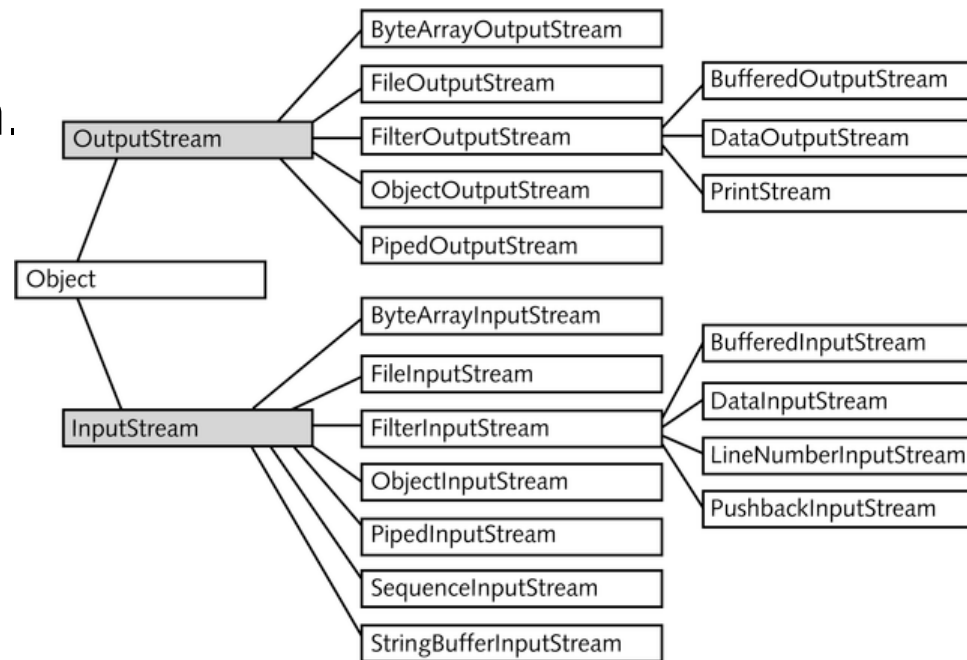 ByteArrayOutputStream
FileOutputStream
BufferedOutputStream
OutputStream
FilterOutputStream
DataOutputStream
ObjectOutputStream
PrintStream
PipedOutputStream
Object
ByteArrayInputStream
BufferedInputStream
FileInputStream
DataInputStream
InputStream
FilterInputStream
LineNumberInputStream
ObjectInputStream
PushbackInputStream
PipedInputStream
SequenceInputStream
StringBufferInputStream